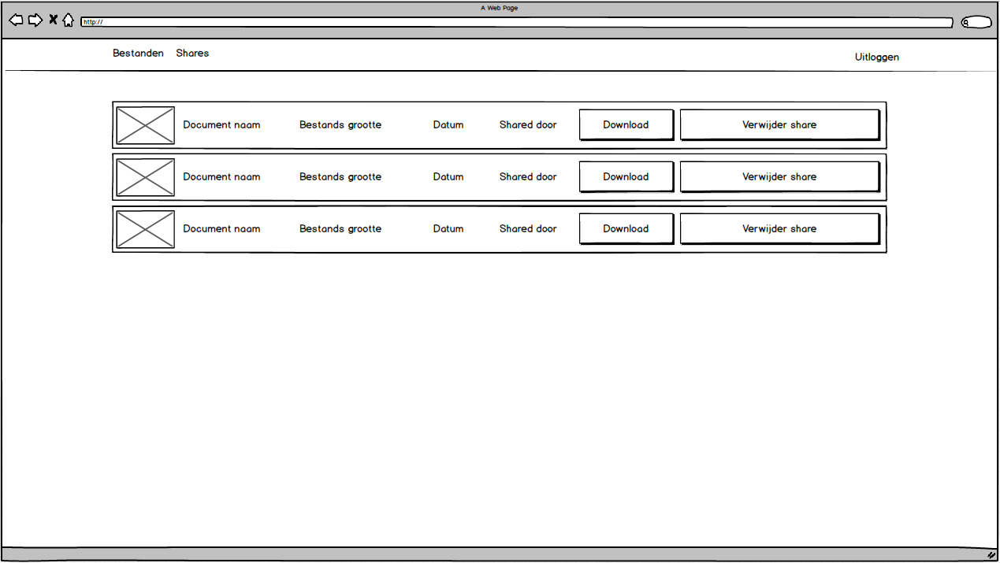 A Web Page
http://
Bestanden Shares Uitloggen
Document naam Bestands grootte Datum Shared door Download Verwijder share
Document naam Bestands grootte Datum Shared door Download Verwijder share
Document naam Bestands grootte Datum Shared door Download Verwijder share